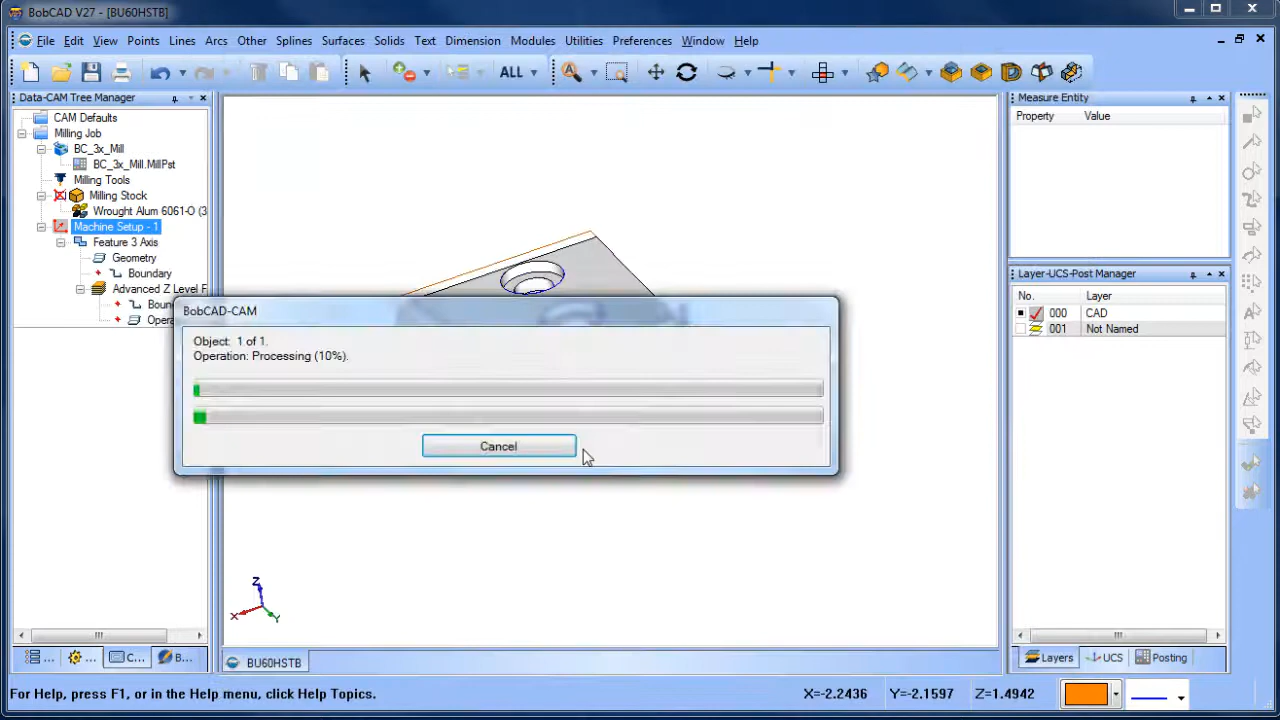 BobCAD V27 - [BU60HSTB]
File Edit View Points Lines Arcs Other Splines Surfaces Solids Text Dimension Modules Utilities Preferences Window Help
ALL
Data-CAM Tree Manager
CAM Defaults
Milling Job
BC_3x_Mill
BC_3x_Mill.MillPst
Milling Tools
Milling Stock
Wrought Alum 6061-O (3
Machine Setup - 1
Feature 3 Axis
Geometry
Boundary
Advanced Z Level F
Boun
Opera
BobCAD-CAM
Object: 1 of 1.
Operation: Processing (10%).
Cancel
Z
X
Y
Measure Entity
Property Value
Layer-UCS-Post Manager
No. Layer
000 CAD
001 Not Named
... ... C... B...
BU60HSTB
Layers UCS Posting
For Help, press F1, or in the Help menu, click Help Topics.
X=-2.2436 Y=-2.1597 Z=1.4942